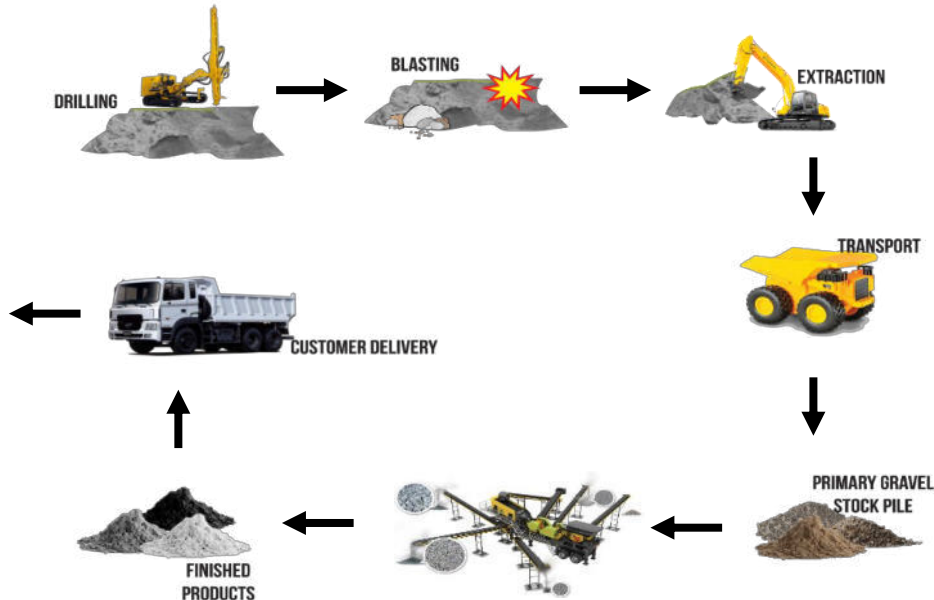 DRILLING
BLASTING
EXTRACTION
TRANSPORT
CUSTOMER DELIVERY
PRIMARY GRAVEL
STOCK PILE
FINISHED
PRODUCTS